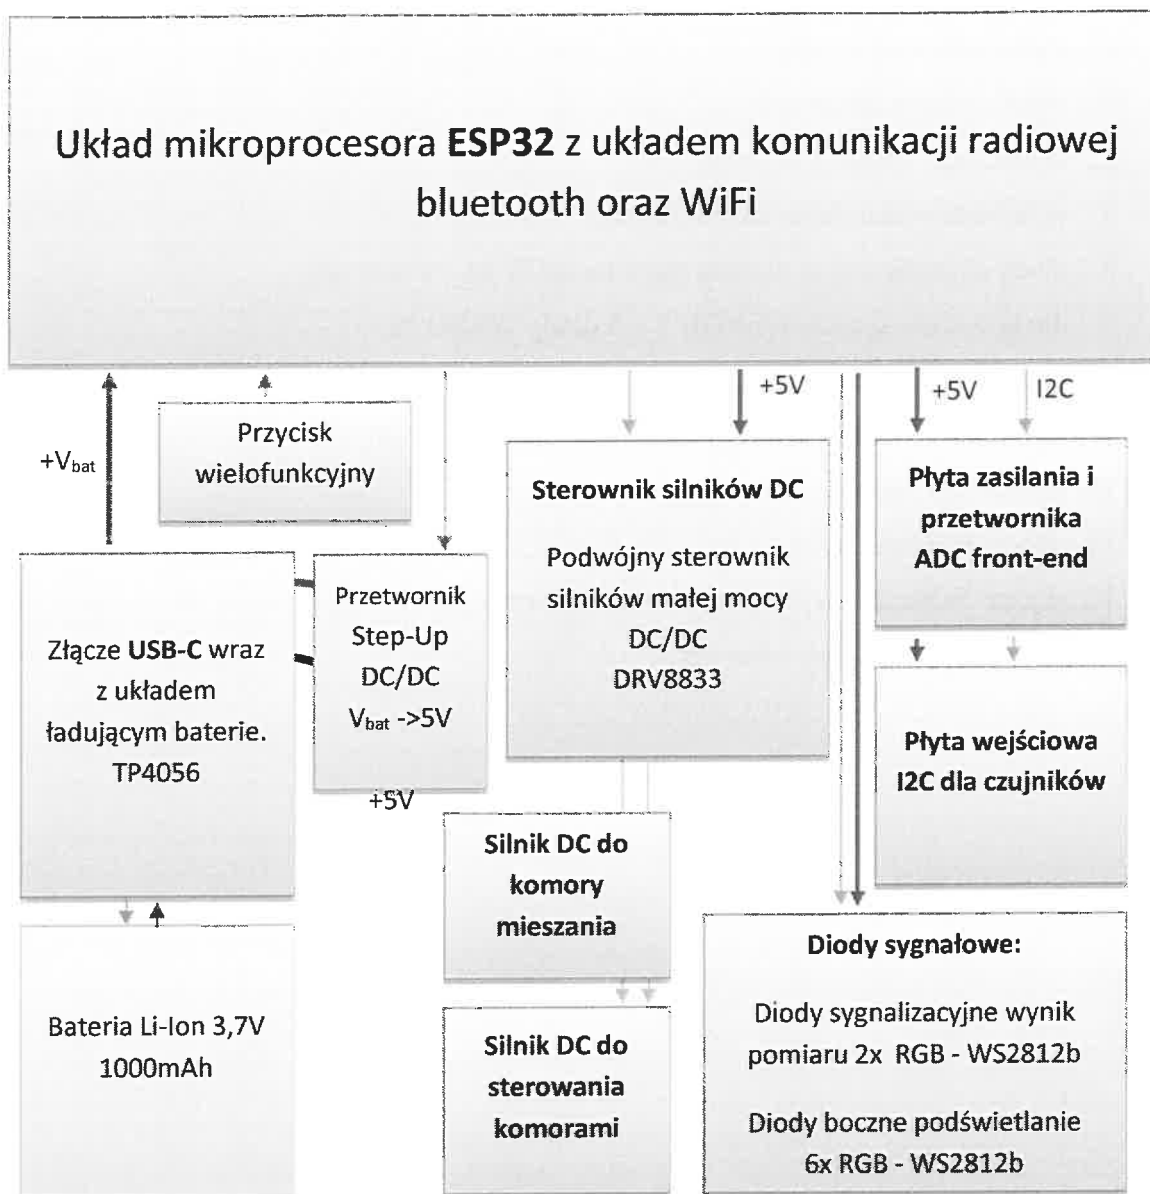 Układ mikroprocesora ESP32 z układem komunikacji radiowej
bluetooth oraz WiFi
+Vbat
Przycisk
wielofunkcyjny
+5V
+5V
I2C
Sterownik silników DC
Podwójny sterownik
silników małej mocy
DC/DC
DRV8833
Płyta zasilania i
przetwornika
ADC front-end
Złącze USB-C wraz
z układem
ładującym baterie.
TP4056
Przetwornik
Step-Up
DC/DC
Vbat ->5V
+5V
Płyta wejściowa
I2C dla czujników
Silnik DC do
komory
mieszania
Bateria Li-Ion 3,7V
1000mAh
Silnik DC do
sterowania
komorami
Diody sygnałowe:
Diody sygnalizacyjne wynik
pomiaru 2x RGB - WS2812b
Diody boczne podświetlanie
6x RGB - WS2812b